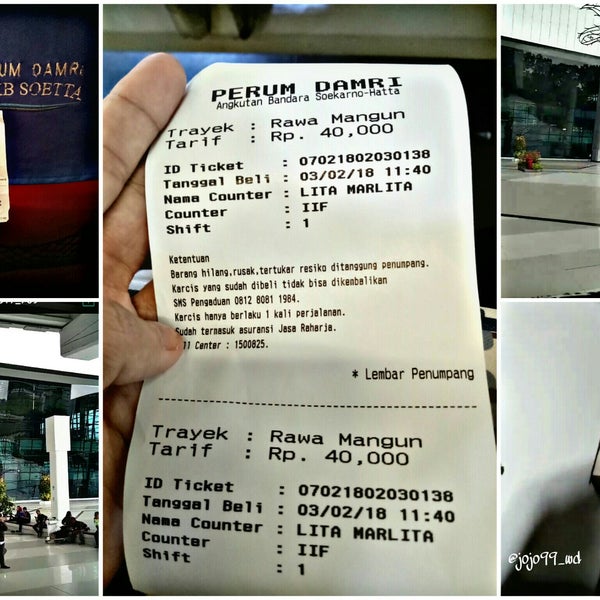 UM DAMRI
KB SOETTA
PERUM DAMRI
Angkutan Bandara Soekarno-Hatta
Trayek : Rawa Mangun
Tarif : Rp. 40,000
ID Ticket : 07021802030138
Tanggal Beli : 03/02/18 11:40
Nama Counter : LITA MARLITA
Counter : IIF
Shift : 1
Ketentuan
Barang hilang,rusak,tertukar resiko ditanggung penumpang.
Karcis yang sudah dibeli tidak bisa dikembalikan
SMS Pengaduan 0812 8081 1984.
Karcis hanya berlaku 1 kali perjalanan.
Sudah termasuk asuransi Jasa Raharja.
ll Center : 1500825.
* Lembar Penumpang
Trayek : Rawa Mangun
Tarif : Rp. 40,000
ID Ticket : 07021802030138
Tanggal Beli : 03/02/18 11:40
Nama Counter : LITA MARLITA
Counter : IIF
Shift : 1
@jojo99_wd